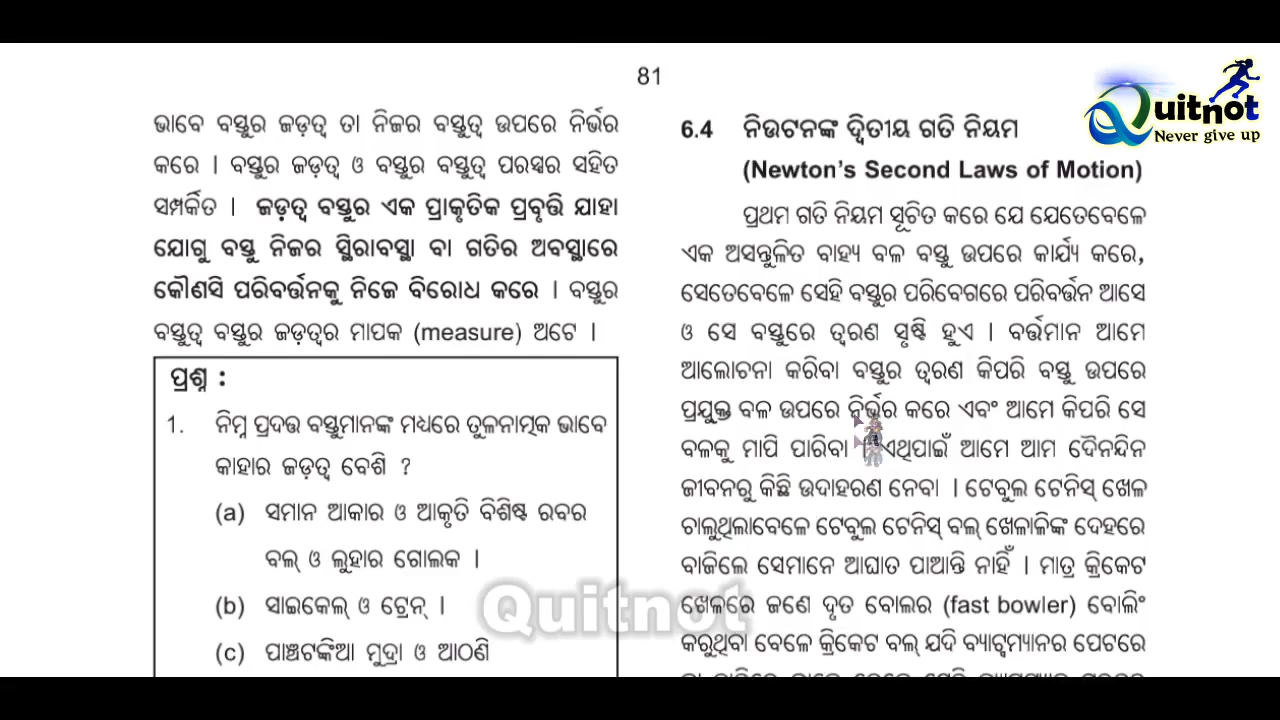 81
uitnot
Never give up
ଭାବେ ବସ୍ତୁର ଜଡ଼ତ୍ୱ ତା ନିଜର ବସ୍ତୁତ୍ୱ ଉପରେ ନିର୍ଭର
କରେ । ବସ୍ତୁର ଜଡ଼ତ୍ୱ ଓ ବସ୍ତୁର ବସ୍ତୁତ୍ୱ ପରସ୍ପର ସହିତ
ସମ୍ପର୍କିତ । ଜଡ଼ତ୍ୱ ବସ୍ତୁର ଏକ ପ୍ରାକୃତିକ ପ୍ରବୃତ୍ତି ଯାହା
ଯୋଗୁ ବସ୍ତୁ ନିଜର ସ୍ଥିରାବସ୍ଥା ବା ଗତିର ଅବସ୍ଥାରେ
କୌଣସି ପରିବର୍ତ୍ତନକୁ ନିଜେ ବିରୋଧ କରେ । ବସ୍ତୁର
ବସ୍ତୁତ୍ୱ ବସ୍ତୁର ଜଡ଼ତ୍ୱର ମାପକ (measure) ଅଟେ ।
ପ୍ରଶ୍ନ :
1. ନିମ୍ନ ପ୍ରଦତ୍ତ ବସ୍ତୁମାନଙ୍କ ମଧ୍ୟରେ ତୁଳନାତ୍ମକ ଭାବେ
କାହାର ଜଡ଼ତ୍ୱ ବେଶି ?
(a) ସମାନ ଆକାର ଓ ଆକୃତି ବିଶିଷ୍ଟ ରବର
ବଲ୍ ଓ ଲୁହାର ଗୋଲକ ।
(b) ସାଇକେଲ୍ ଓ ଟ୍ରେନ୍ ।
(c) ପାଞ୍ଚଟଙ୍କିଆ ମୁଦ୍ରା ଓ ଆଠଣି
6.4 ନିଉଟନଙ୍କ ଦ୍ୱିତୀୟ ଗତି ନିୟମ
(Newton's Second Laws of Motion)
ପ୍ରଥମ ଗତି ନିୟମ ସୂଚିତ କରେ ଯେ ଯେତେବେଳେ
ଏକ ଅସନ୍ତୁଳିତ ବାହ୍ୟ ବଳ ବସ୍ତୁ ଉପରେ କାର୍ଯ୍ୟ କରେ,
ସେତେବେଳେ ସେହି ବସ୍ତୁର ପରିବେଗରେ ପରିବର୍ତ୍ତନ ଆସେ
ଓ ସେ ବସ୍ତୁରେ ତ୍ୱରଣ ସୃଷ୍ଟି ହୁଏ । ବର୍ତ୍ତମାନ ଆମେ
ଆଲୋଚନା କରିବା ବସ୍ତୁର ତ୍ୱରଣ କିପରି ବସ୍ତୁ ଉପରେ
ପ୍ରଯୁକ୍ତ ବଳ ଉପରେ ନିର୍ଭର କରେ ଏବଂ ଆମେ କିପରି ସେ
ବଳକୁ ମାପି ପାରିବା । ଏଥିପାଇଁ ଆମେ ଆମ ଦୈନନ୍ଦିନ
ଜୀବନରୁ କିଛି ଉଦାହରଣ ନେବା । ଟେବୁଲ ଟେନିସ୍ ଖେଳ
ଚାଲୁଥିଲାବେଳେ ଟେବୁଲ ଟେନିସ୍ ବଲ୍ ଖେଳାଳିଙ୍କ ଦେହରେ
ବାଜିଲେ ସେମାନେ ଆଘାତ ପାଆନ୍ତି ନାହିଁ । ମାତ୍ର କ୍ରିକେଟ
ଖେଳରେ ଜଣେ ଦୃତ ବୋଲର (fast bowler) ବୋଲିଂ
କରୁଥିବା ବେଳେ କ୍ରିକେଟ ବଲ୍ ଯଦି ବ୍ୟାଟ୍ସମ୍ୟାନର ପେଟରେ
Quitnot